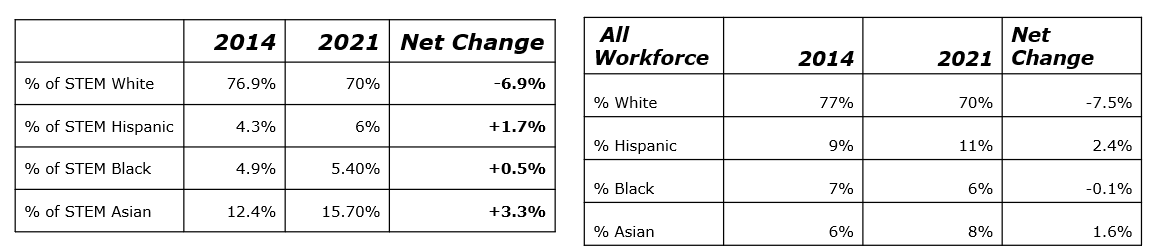 2014 2021 Net Change
% of STEM White 76.9% 70% -6.9%
% of STEM Hispanic 4.3% 6% +1.7%
% of STEM Black 4.9% 5.40% +0.5%
% of STEM Asian 12.4% 15.70% +3.3%
All
Workforce 2014 2021 Net
Change
% White 77% 70% -7.5%
% Hispanic 9% 11% 2.4%
% Black 7% 6% -0.1%
% Asian 6% 8% 1.6%